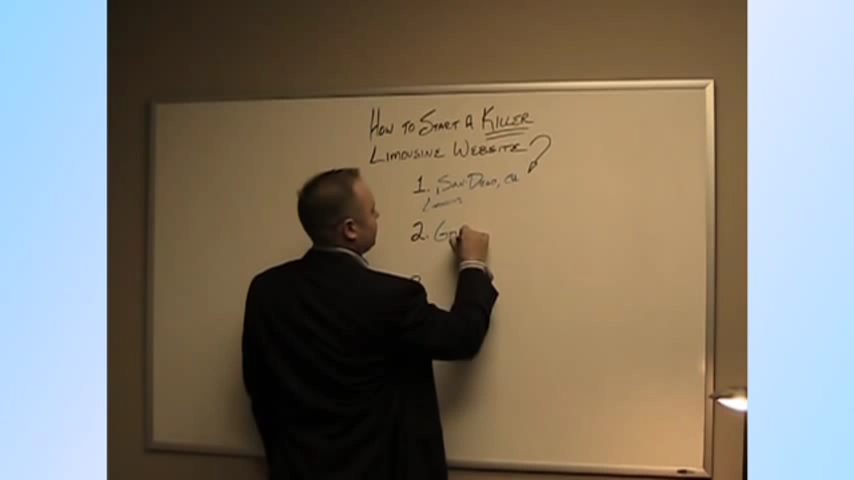 How to Start a Killer
Limousine Website?
1. San Diego, CA
2. G